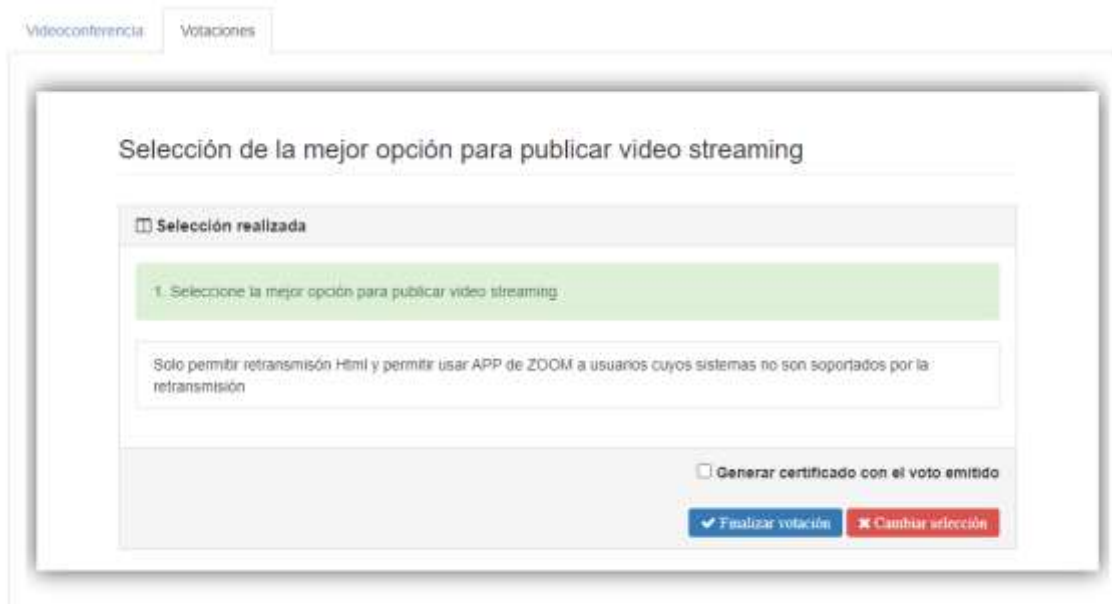 Videoconferencia
Votaciones
Selección de la mejor opción para publicar video streaming
Selección realizada
1. Seleccione la mejor opción para publicar video streaming
Solo permitir retransmisón Html y permitir usar APP de ZOOM a usuarios cuyos sistemas no son soportados por la
retransmisión
Generar certificado con el voto emitido
Finalizar votación
Cambiar selección